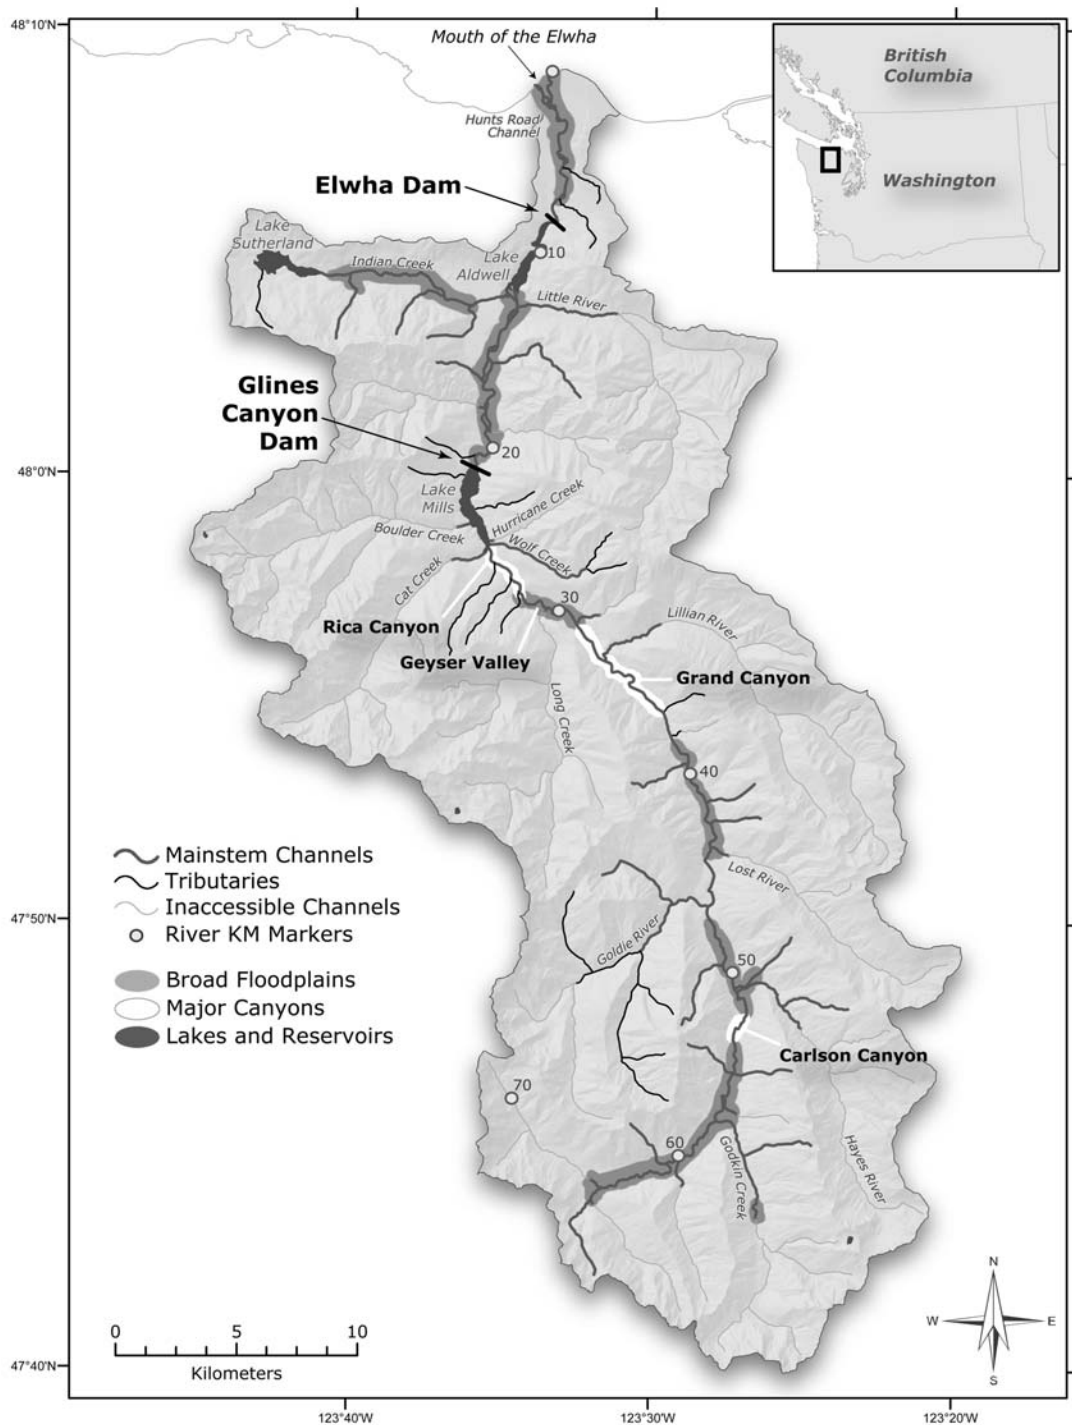 48°10'N
Mouth of the Elwha
British
Columbia
Hunts Road
Channel
Washington
Elwha Dam
Lake
Sutherland
Indian Creek
Lake
Aldwell
10
Little River
Glines
Canyon
Dam
20
48°0'N
Lake
Mills
Hurricane Creek
Boulder Creek
Wolf Creek
Cat Creek
30
Rica Canyon
Lillian River
Geyser Valley
Grand Canyon
Long Creek
40
Mainstem Channels
Tributaries
Inaccessible Channels
River KM Markers
Broad Floodplains
Major Canyons
Lakes and Reservoirs
Lost River
47°50'N
Goldie River
50
Carlson Canyon
70
60
Godkin Creek
Hayes River
N
W
E
S
0
5
10
Kilometers
47°40'N
123°40'W
123°30'W
123°20'W